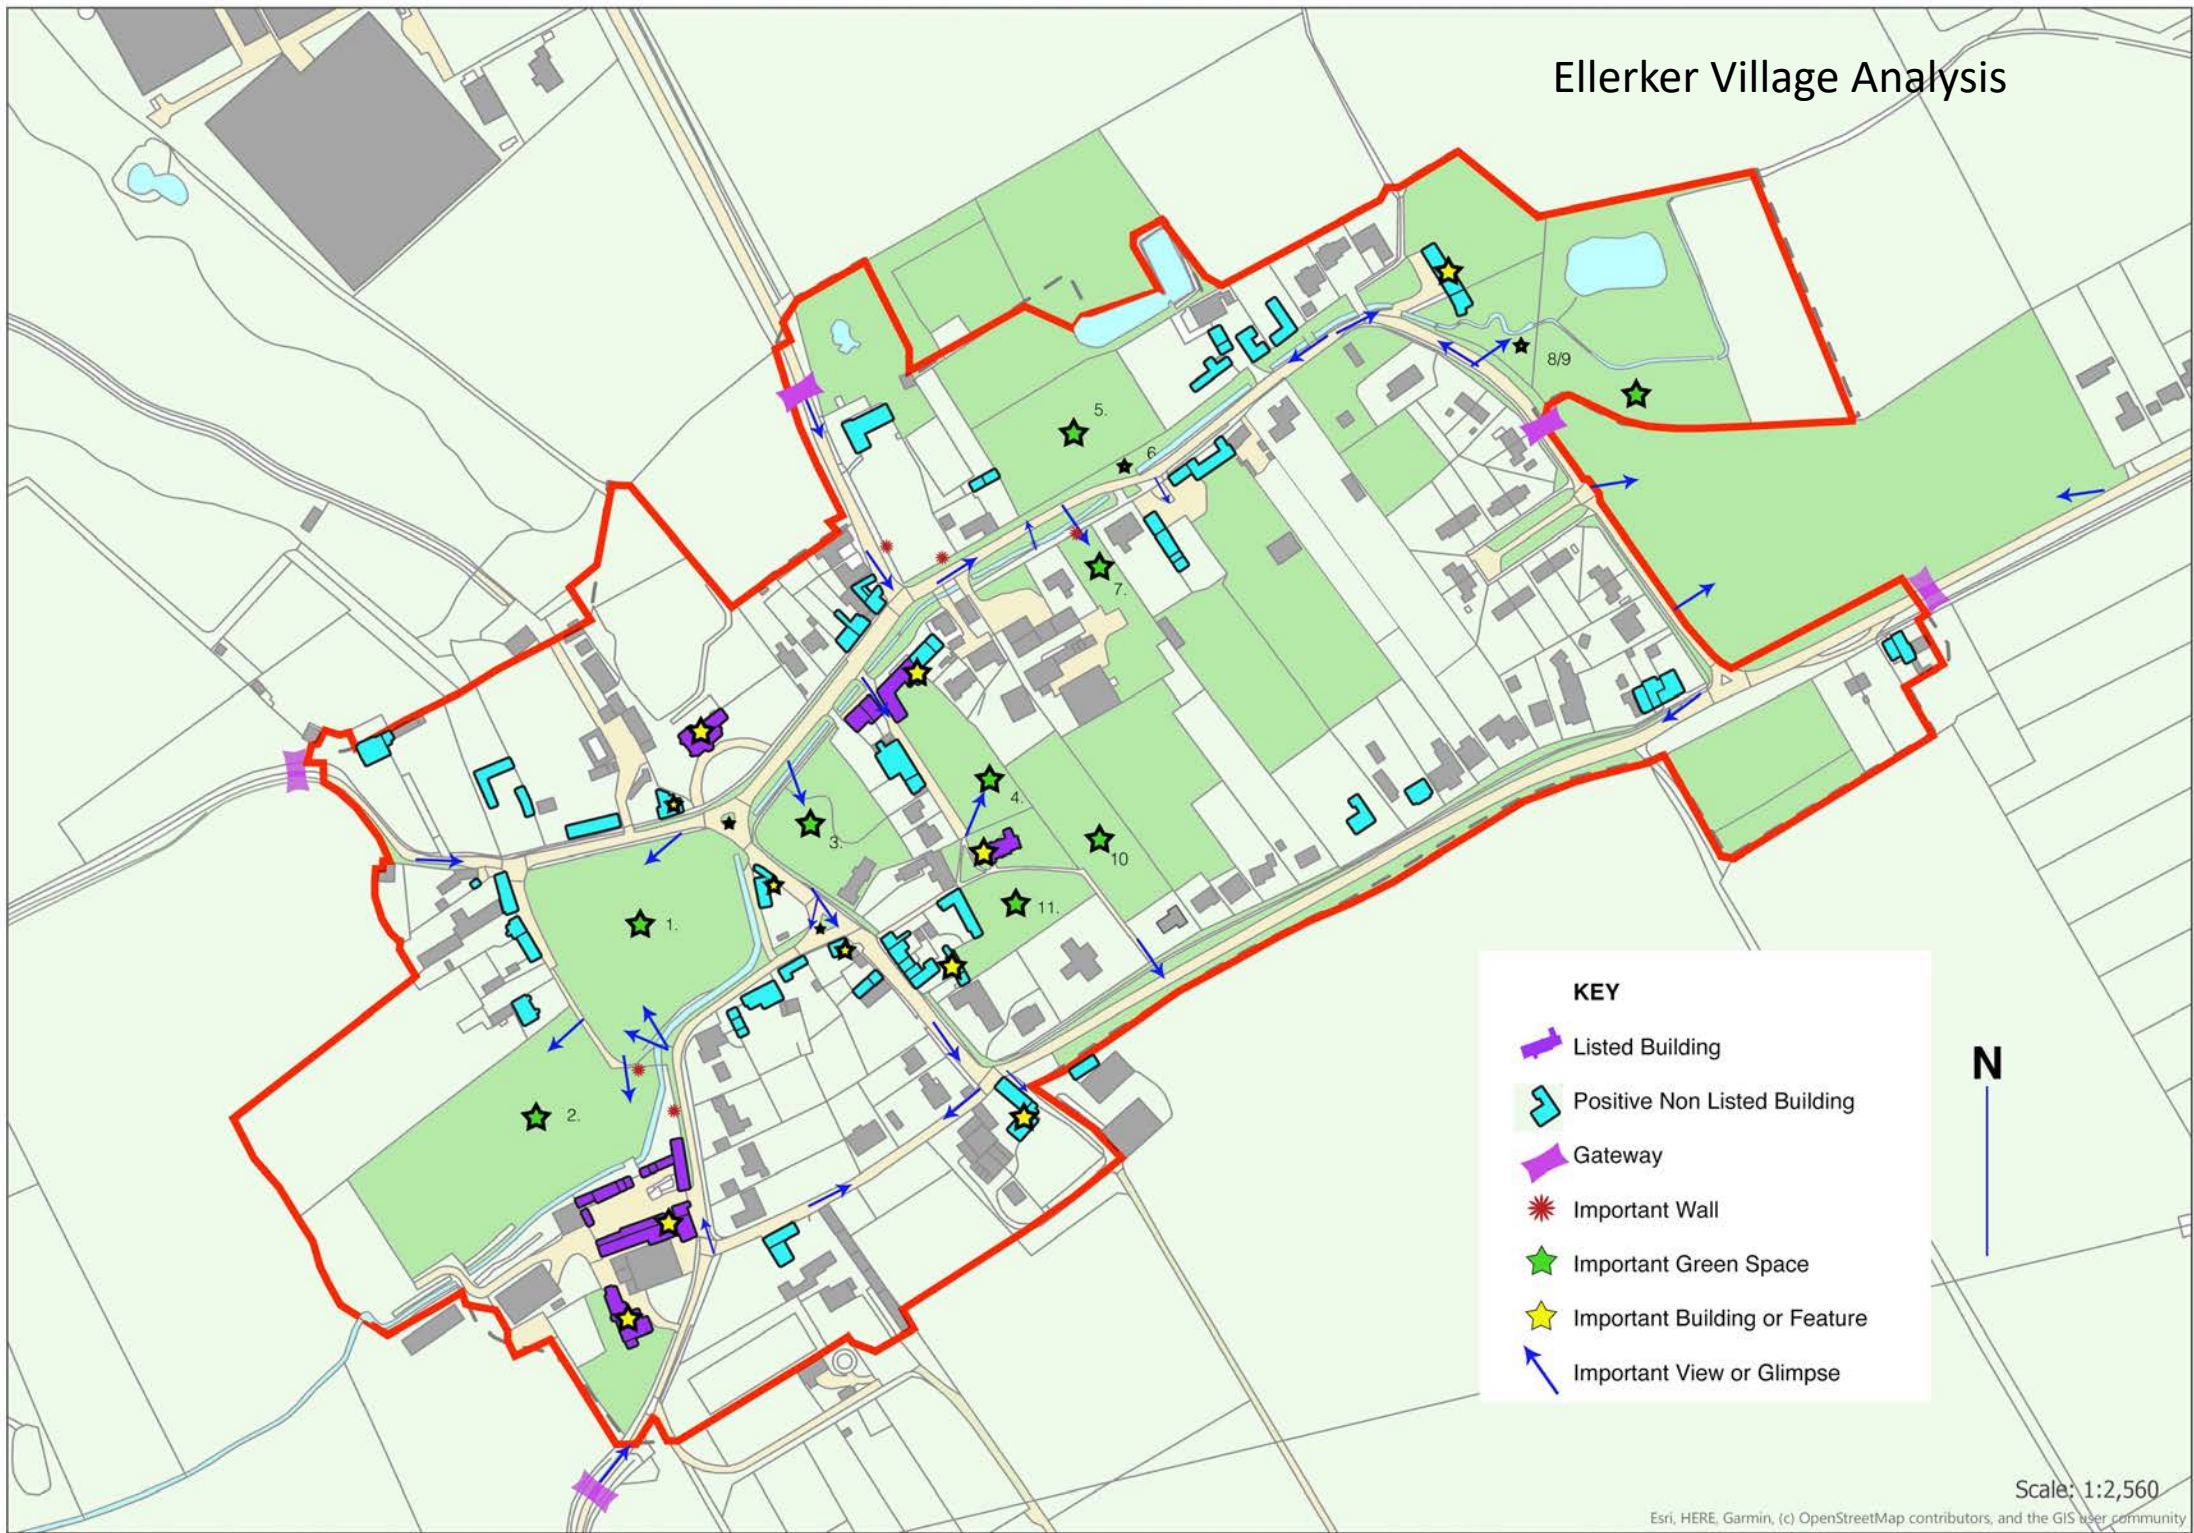 Ellerker Village Analysis
8/9
5.
6
7.
4.
3.
10
11.
1.
2.
KEY
Listed Building
Positive Non Listed Building
Gateway
Important Wall
Important Green Space
Important Building or Feature
Important View or Glimpse
N
Scale: 1:2,560
Esri, HERE, Garmin, (c) OpenStreetMap contributors, and the GIS user community